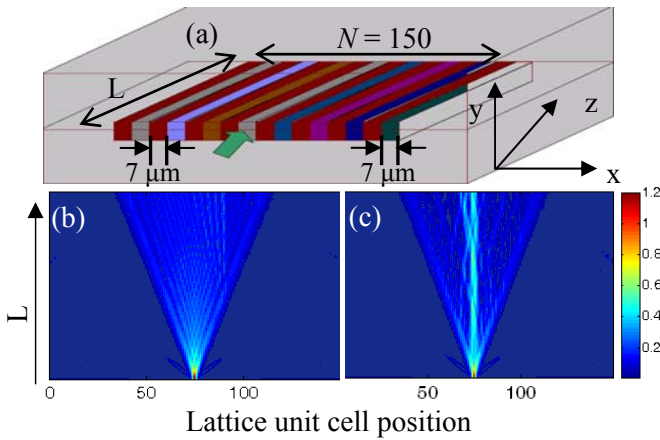 (a)
N = 150
L
y
z
x
7 μm
7 μm
(b)
(c)
L
1.2
1
0.8
0.6
0.4
0.2
0
50
100
50
100
150
Lattice unit cell position